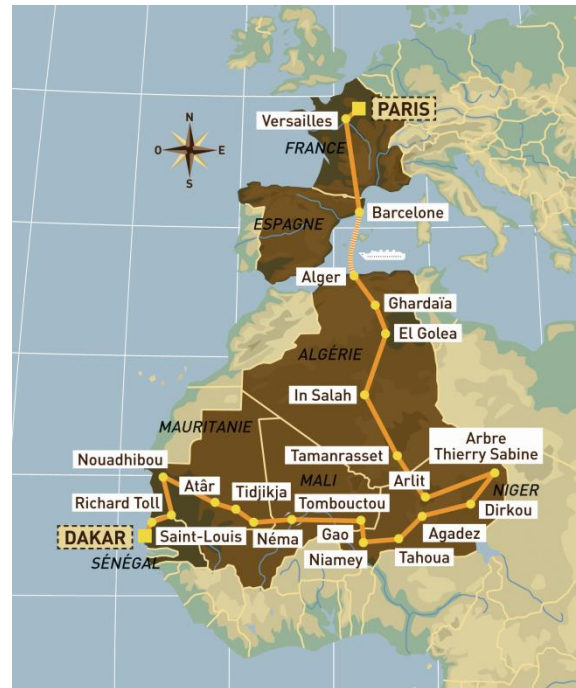 PARIS
Versailles
FRANCE
N
O
E
S
Barcelone
ESPAGNE
Alger
Ghardaïa
El Golea
ALGÉRIE
In Salah
MAURITANIE
Arbre
Thierry Sabine
Tamanrasset
Nouadhibou
MALI
Arlit
NIGER
Atâr
Tidjikja
Tombouctou
Dirkou
Richard Toll
Agadez
DAKAR
Saint-Louis
Néma
Gao
Niamey
Tahoua
SÉNÉGAL